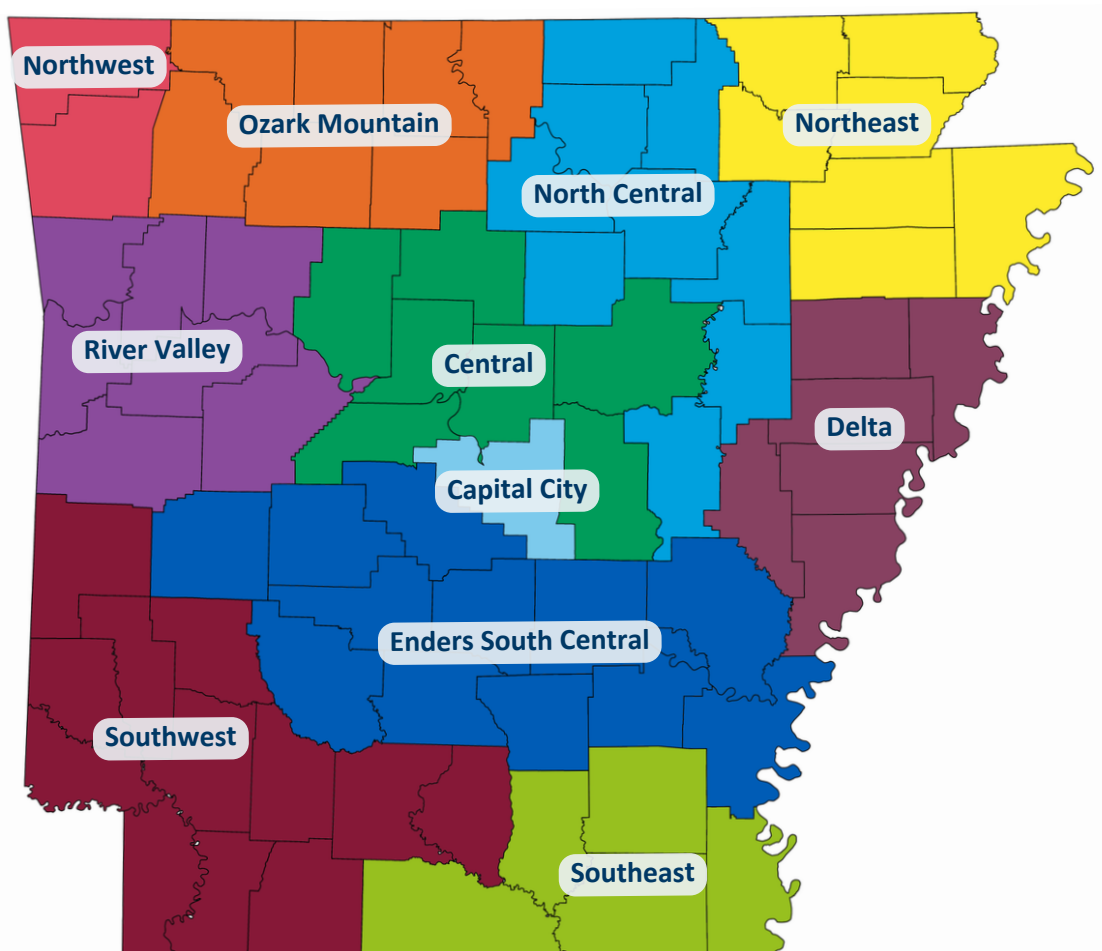 Northwest
Ozark Mountain
Northeast
North Central
River Valley
Central
Delta
Capital City
Enders South Central
Southwest
Southeast